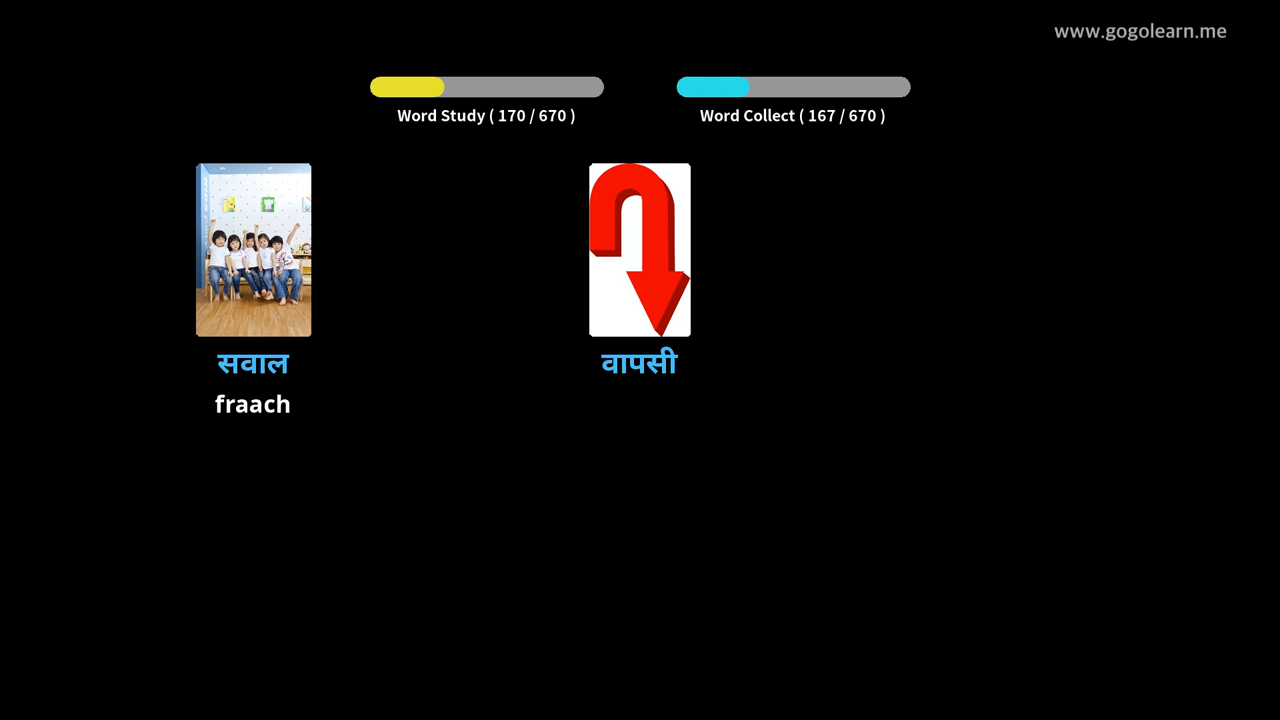 www.gogolearn.me
Word Study ( 170 / 670 )
Word Collect ( 167 / 670 )
सवाल
वापसी
fraach